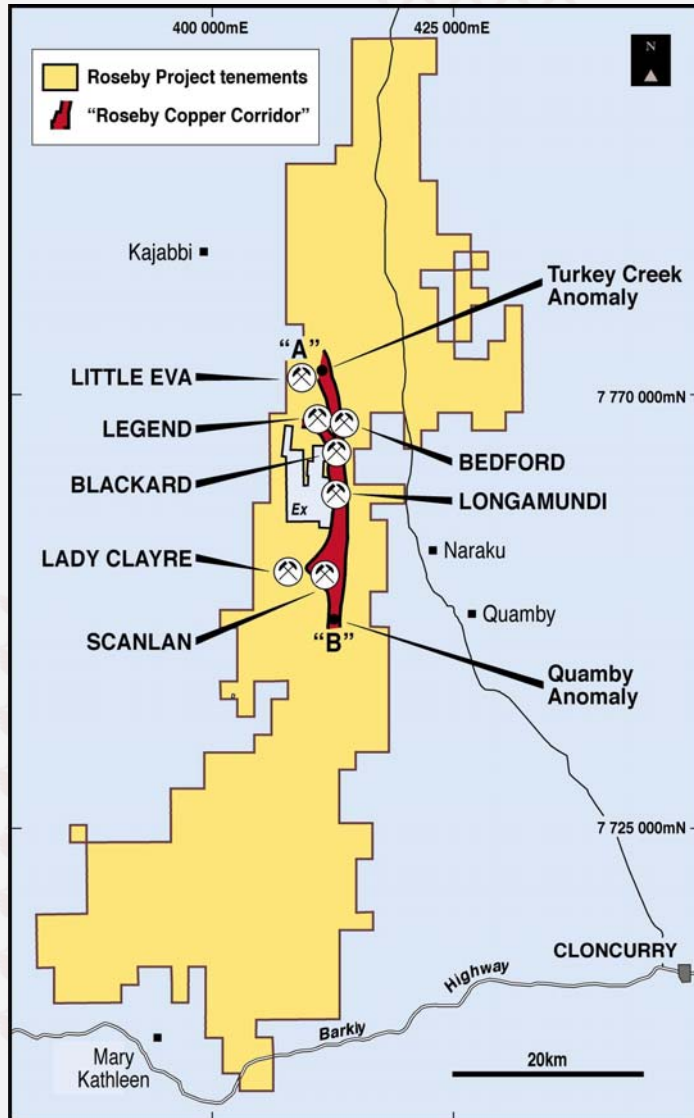 400 000mE
425 000mE
N
Roseby Project tenements
“Roseby Copper Corridor”
Kajabbi
Turkey Creek
Anomaly
“A”
LITTLE EVA
7 770 000mN
LEGEND
BEDFORD
BLACKARD
LONGAMUNDI
Ex
Naraku
LADY CLAYRE
Quamby
SCANLAN
“B”
Quamby
Anomaly
7 725 000mN
CLONCURRY
Highway
Barkiy
Mary
Kathleen
20km